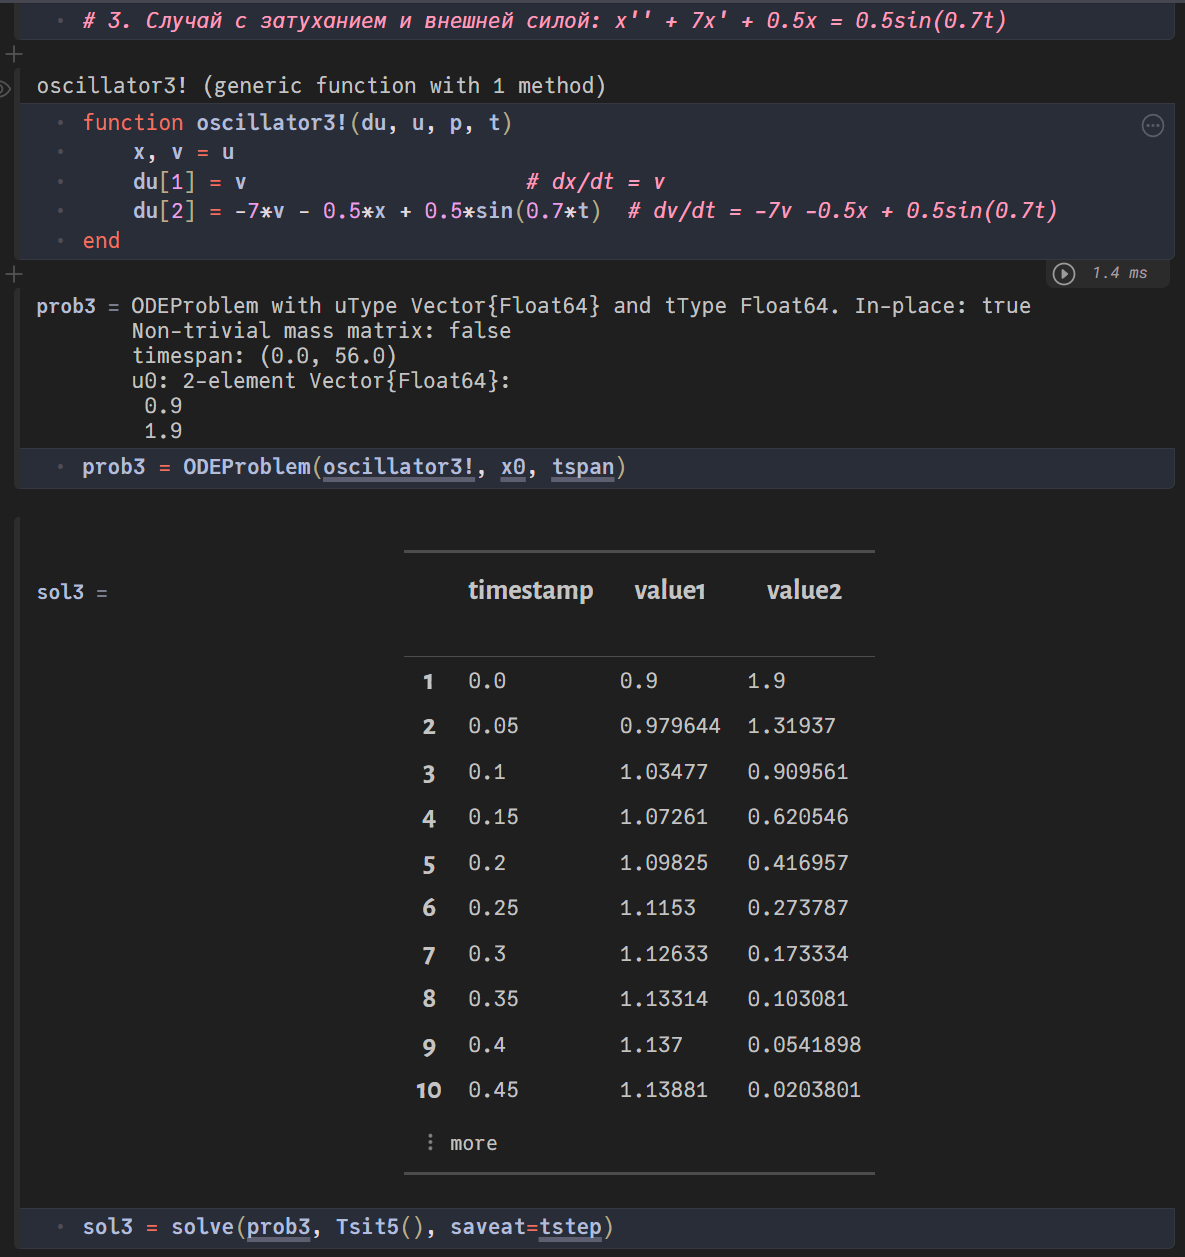 # 3. Случай с затуханием и внешней силой: x'' + 7x' + 0.5x = 0.5sin(0.7t)
oscillator3! (generic function with 1 method)
function oscillator3!(du, u, p, t)
x, v = u
du[1] = v # dx/dt = v
du[2] = -7*v - 0.5*x + 0.5*sin(0.7*t) # dv/dt = -7v -0.5x + 0.5sin(0.7t)
end
1.4 ms
prob3 = ODEProblem with uType Vector{Float64} and tType Float64. In-place: true
Non-trivial mass matrix: false
timespan: (0.0, 56.0)
u0: 2-element Vector{Float64}:
0.9
1.9
prob3 = ODEProblem(oscillator3!, x0, tspan)
sol3 =
timestamp value1 value2
1 0.0 0.9 1.9
2 0.05 0.979644 1.31937
3 0.1 1.03477 0.909561
4 0.15 1.07261 0.620546
5 0.2 1.09825 0.416957
6 0.25 1.1153 0.273787
7 0.3 1.12633 0.173334
8 0.35 1.13314 0.103081
9 0.4 1.137 0.0541898
10 0.45 1.13881 0.0203801
⋮ more
sol3 = solve(prob3, Tsit5(), saveat=tstep)